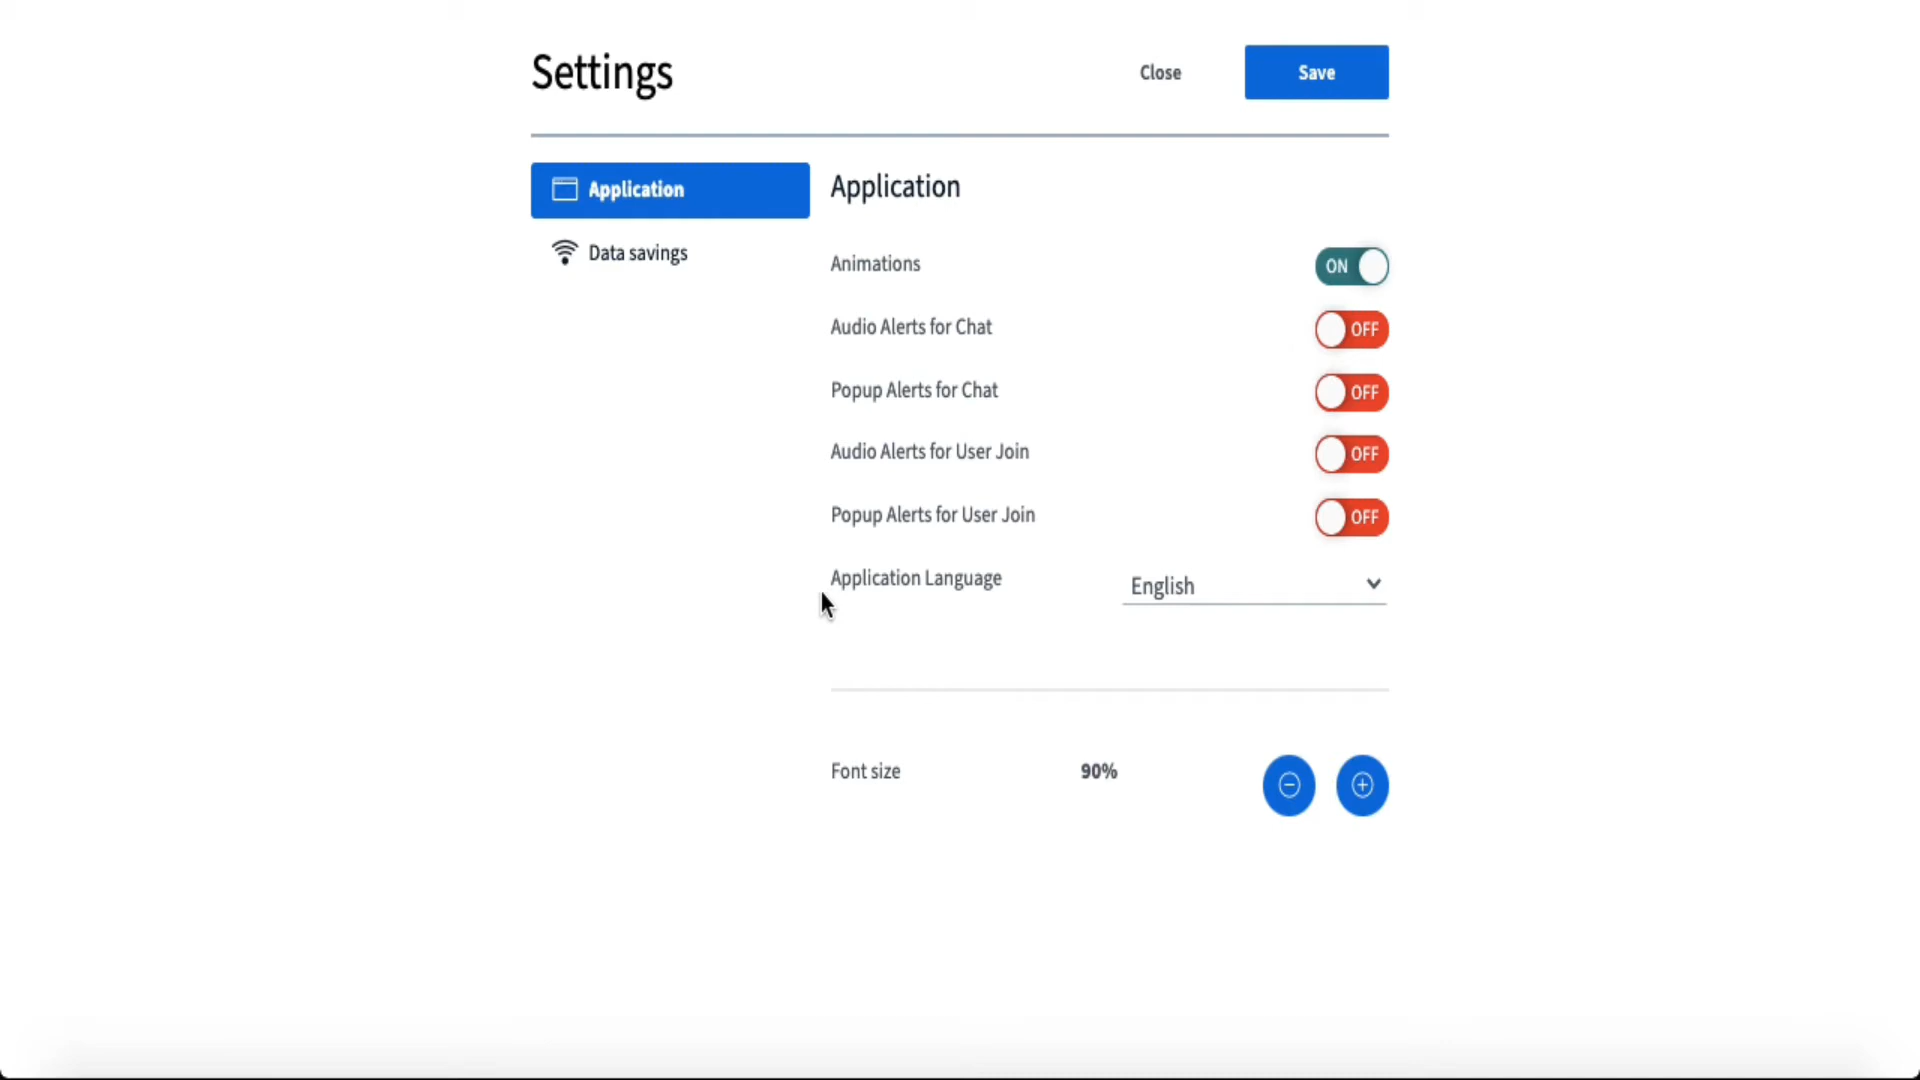 Settings
Close
Save
Application
Data savings
Application
Animations
ON
Audio Alerts for Chat
OFF
Popup Alerts for Chat
OFF
Audio Alerts for User Join
OFF
Popup Alerts for User Join
OFF
Application Language
English
Font size
90%